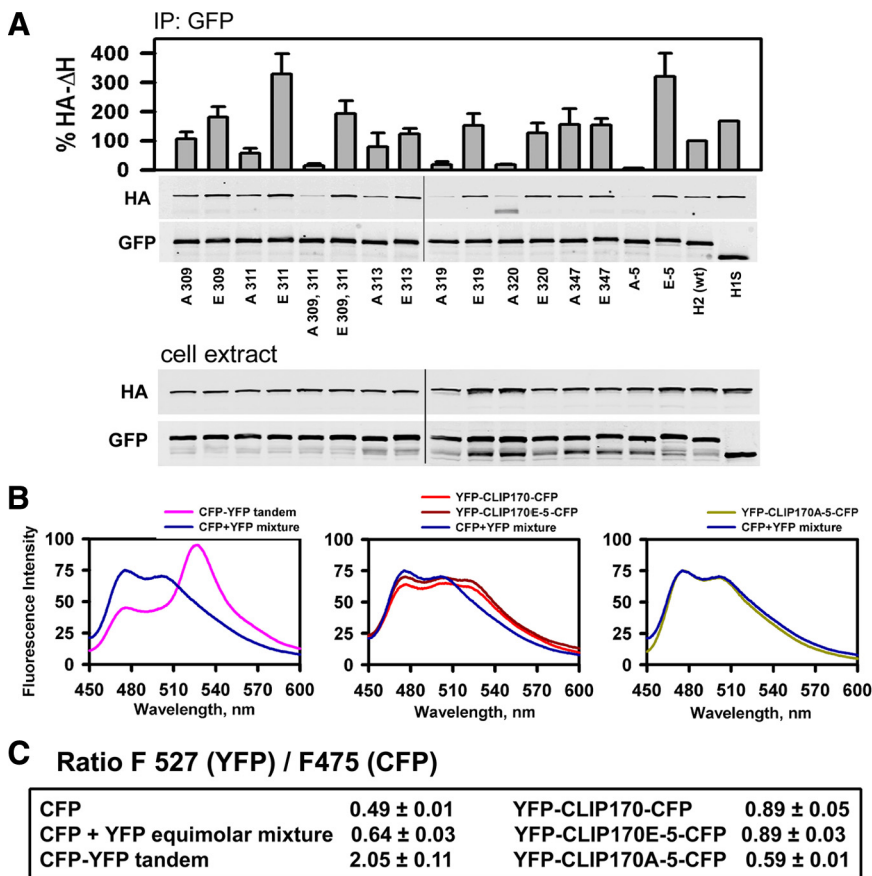 A
IP: GFP
% HA-ΔH
400
300
200
100
0
HA
GFP
A 309
E 309
A 311
E 311
A 309, 311
E 309, 311
A 313
E 313
A 319
E 319
A 320
E 320
A 347
E 347
A-5
E-5
H2 (wt)
H1S
cell extract
HA
GFP
B
CFP-YFP tandem
CFP+YFP mixture
YFP-CLIP170-CFP
YFP-CLIP170E-5-CFP
CFP+YFP mixture
YFP-CLIP170A-5-CFP
CFP+YFP mixture
Fluorescence Intensity
100
75
50
25
0
450 480 510 540 570 600
Wavelength, nm
100
75
50
25
0
450 480 510 540 570 600
Wavelength, nm
100
75
50
25
0
450 480 510 540 570 600
Wavelength, nm
C
Ratio F 527 (YFP) / F475 (CFP)
CFP 0.49 ± 0.01 YFP-CLIP170-CFP 0.89 ± 0.05
CFP + YFP equimolar mixture 0.64 ± 0.03 YFP-CLIP170E-5-CFP 0.89 ± 0.03
CFP-YFP tandem 2.05 ± 0.11 YFP-CLIP170A-5-CFP 0.59 ± 0.01